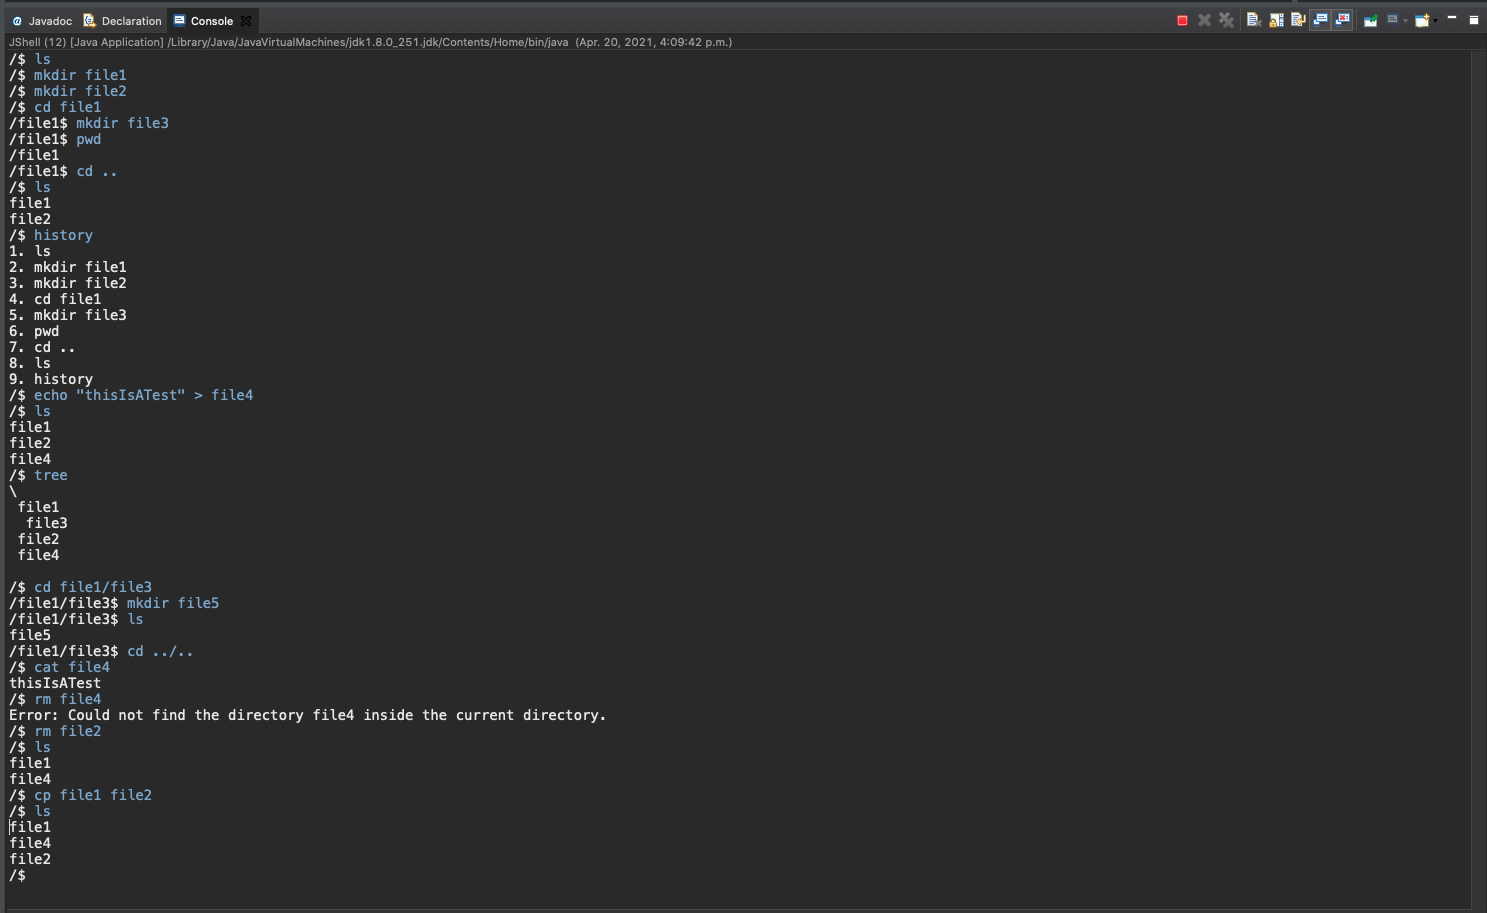 Javadoc Declaration Console
JShell (12) [Java Application] /Library/Java/JavaVirtualMachines/jdk1.8.0_251.jdk/Contents/Home/bin/java (Apr. 20, 2021, 4:09:42 p.m.)
/$ ls
/$ mkdir file1
/$ mkdir file2
/$ cd file1
/file1$ mkdir file3
/file1$ pwd
/file1
/file1$ cd ..
/$ ls
file1
file2
/$ history
1. ls
2. mkdir file1
3. mkdir file2
4. cd file1
5. mkdir file3
6. pwd
7. cd ..
8. ls
9. history
/$ echo "thisIsATest" > file4
/$ ls
file1
file2
file4
/$ tree
\
 file1
  file3
 file2
 file4
/$ cd file1/file3
/file1/file3$ mkdir file5
/file1/file3$ ls
file5
/file1/file3$ cd ../..
/$ cat file4
thisIsATest
/$ rm file4
Error: Could not find the directory file4 inside the current directory.
/$ rm file2
/$ ls
file1
file4
/$ cp file1 file2
/$ ls
file1
file4
file2
/$